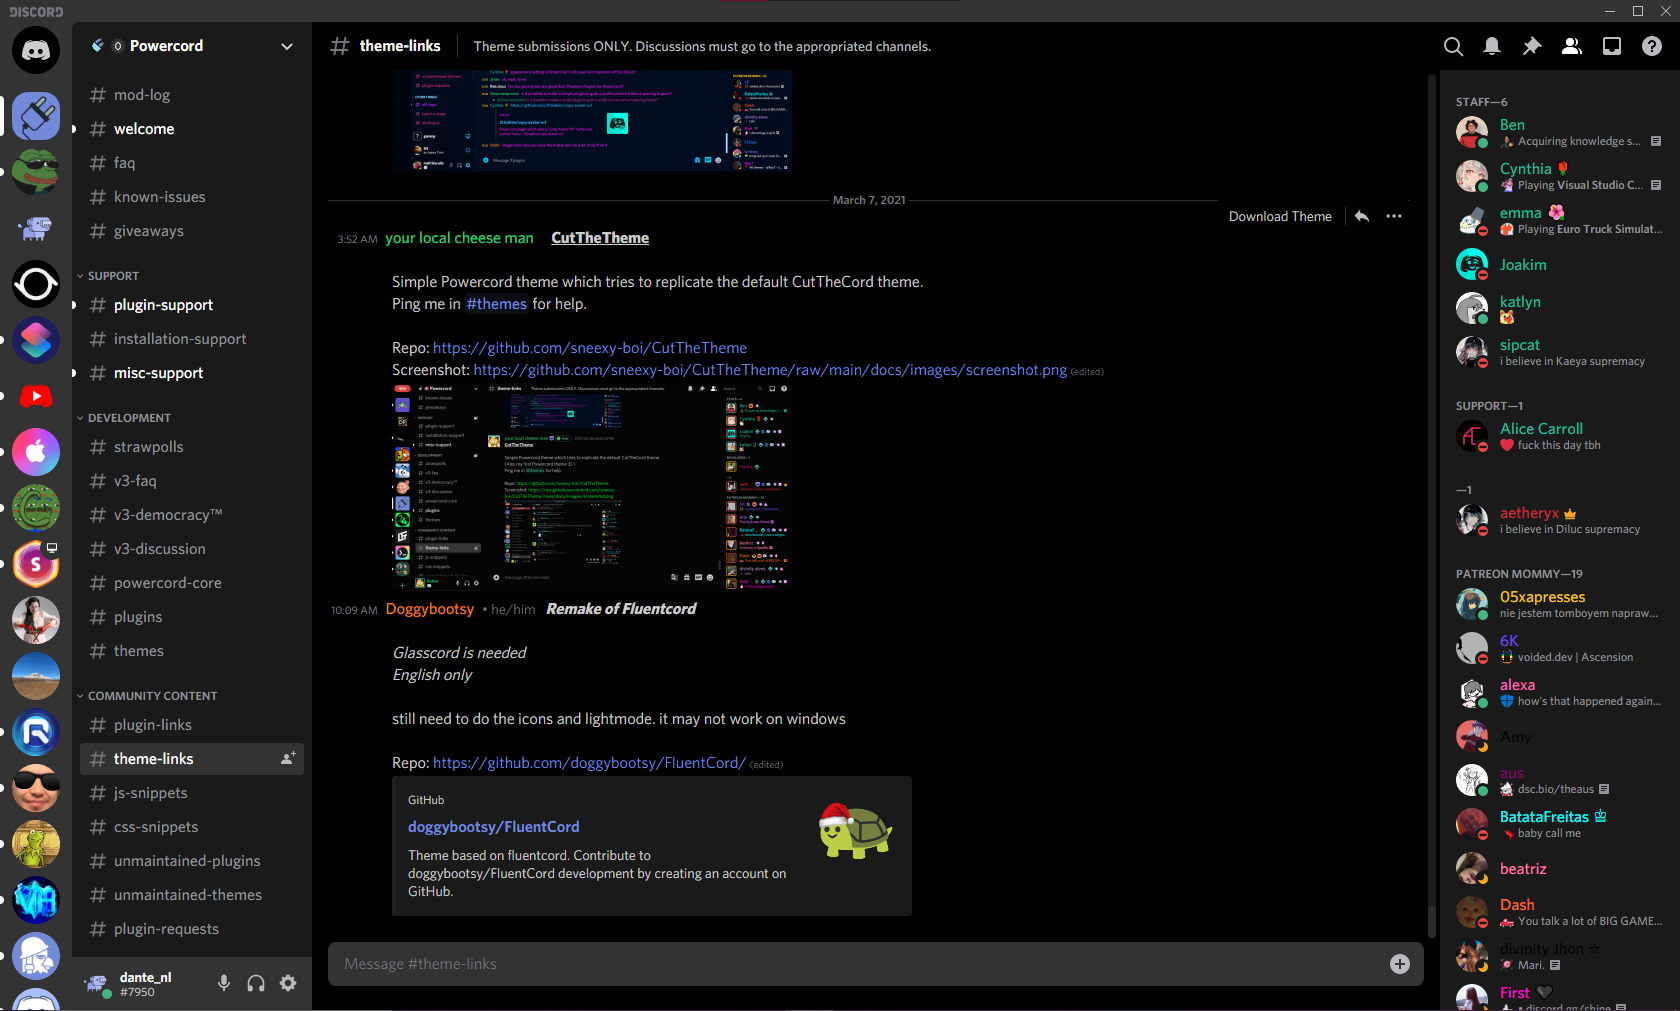 DISCORD
Powercord
mod-log
welcome
faq
known-issues
giveaways
SUPPORT
plugin-support
installation-support
misc-support
DEVELOPMENT
strawpolls
v3-faq
v3-democracy™
v3-discussion
powercord-core
plugins
themes
COMMUNITY CONTENT
plugin-links
theme-links
js-snippets
css-snippets
unmaintained-plugins
unmaintained-themes
plugin-requests
dante_nl
#7950
theme-links
Theme submissions ONLY. Discussions must go to the appropriated channels.
March 7, 2021
Download Theme
3:52 AM your local cheese man CutTheTheme
Simple Powercord theme which tries to replicate the default CutTheCord theme.
Ping me in #themes for help.
Repo: https://github.com/sneexy-boi/CutTheTheme
Screenshot: https://github.com/sneexy-boi/CutTheTheme/raw/main/docs/images/screenshot.png (edited)
10:09 AM Doggybootsy • he/him Remake of Fluentcord
Glasscord is needed
English only
still need to do the icons and lightmode. it may not work on windows
Repo: https://github.com/doggybootsy/FluentCord/ (edited)
GitHub
doggybootsy/FluentCord
Theme based on fluentcord. Contribute to
doggybootsy/FluentCord development by creating an account on
GitHub.
Message #theme-links
STAFF—6
Ben
Acquiring knowledge s...
Cynthia
Playing Visual Studio C...
emma
Playing Euro Truck Simulat...
Joakim
katlyn
sipcat
i believe in Kaeya supremacy
SUPPORT—1
Alice Carroll
fuck this day tbh
—1
aetheryx
i believe in Diluc supremacy
PATREON MOMMY—19
05xapresses
nie jestem tomboyem napraw...
6K
voided.dev | Ascension
alexa
how's that happened again...
Amy
aus
dsc.bio/theaus
BatataFreitas
baby call me
beatriz
Dash
You talk a lot of BIG GAME...
divinity Jhon ☆
Mari.
First
• discord.gg/shine